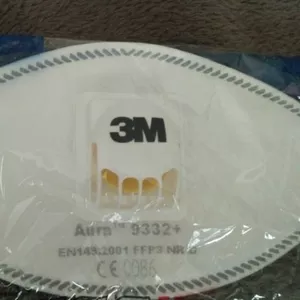 3M
Aura™ 9332+
EN149:2001 FFP3 NR D
CE 0086